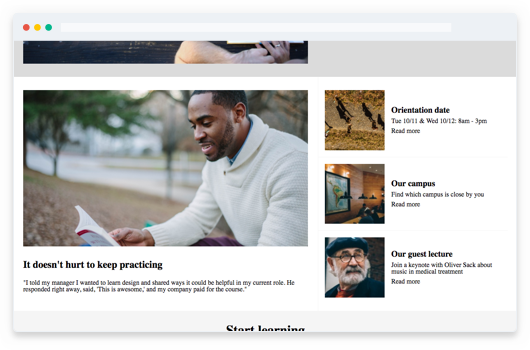 It doesn't hurt to keep practicing
"I told my manager I wanted to learn design and shared ways it could be helpful in my current role. He
responded right away, said, 'This is awesome,' and my company paid for the course."
Orientation date
Tue 10/11 & Wed 10/12: 8am - 3pm
Read more
Our campus
Find which campus is close by you
Read more
Our guest lecture
Join a keynote with Oliver Sack about
music in medical treatment
Read more
Start learning